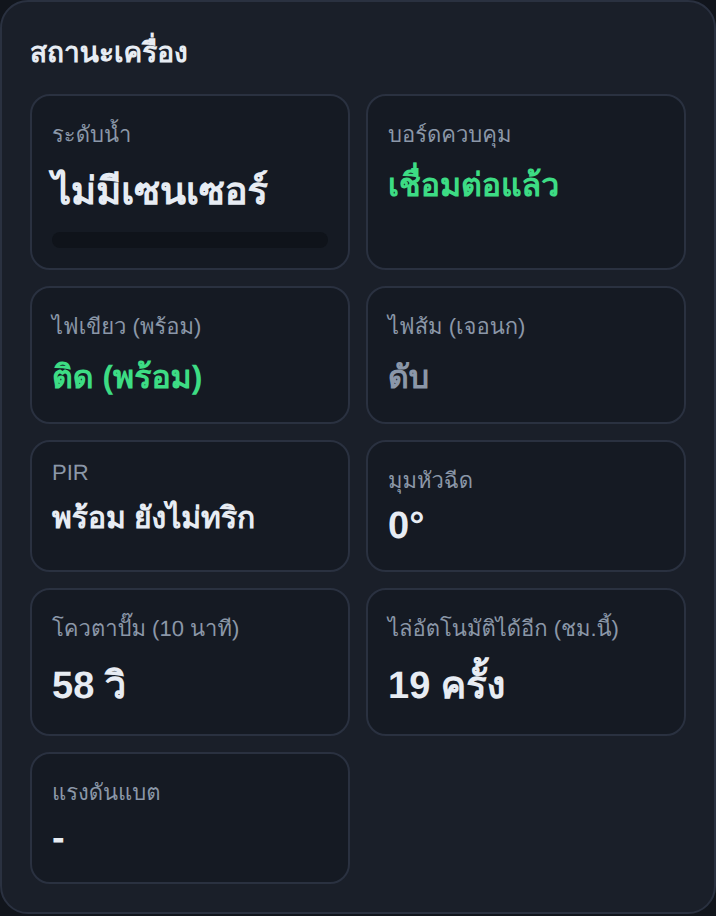 สถานะเครื่อง
ระดับน้ำ
ไม่มีเซนเซอร์
บอร์ดควบคุม
เชื่อมต่อแล้ว
ไฟเขียว (พร้อม)
ติด (พร้อม)
ไฟส้ม (เจอนก)
ดับ
PIR
พร้อม ยังไม่ทริก
มุมหัวฉีด
0°
โควตาปั๊ม (10 นาที)
58 วิ
ไล่อัตโนมัติได้อีก (ชม.นี้)
19 ครั้ง
แรงดันแบต
-